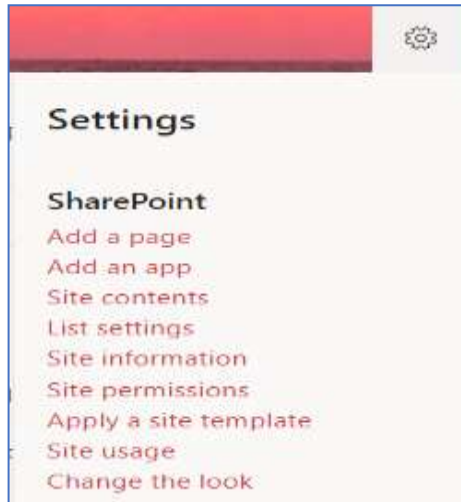 Settings
SharePoint
Add a page
Add an app
Site contents
List settings
Site information
Site permissions
Apply a site template
Site usage
Change the look